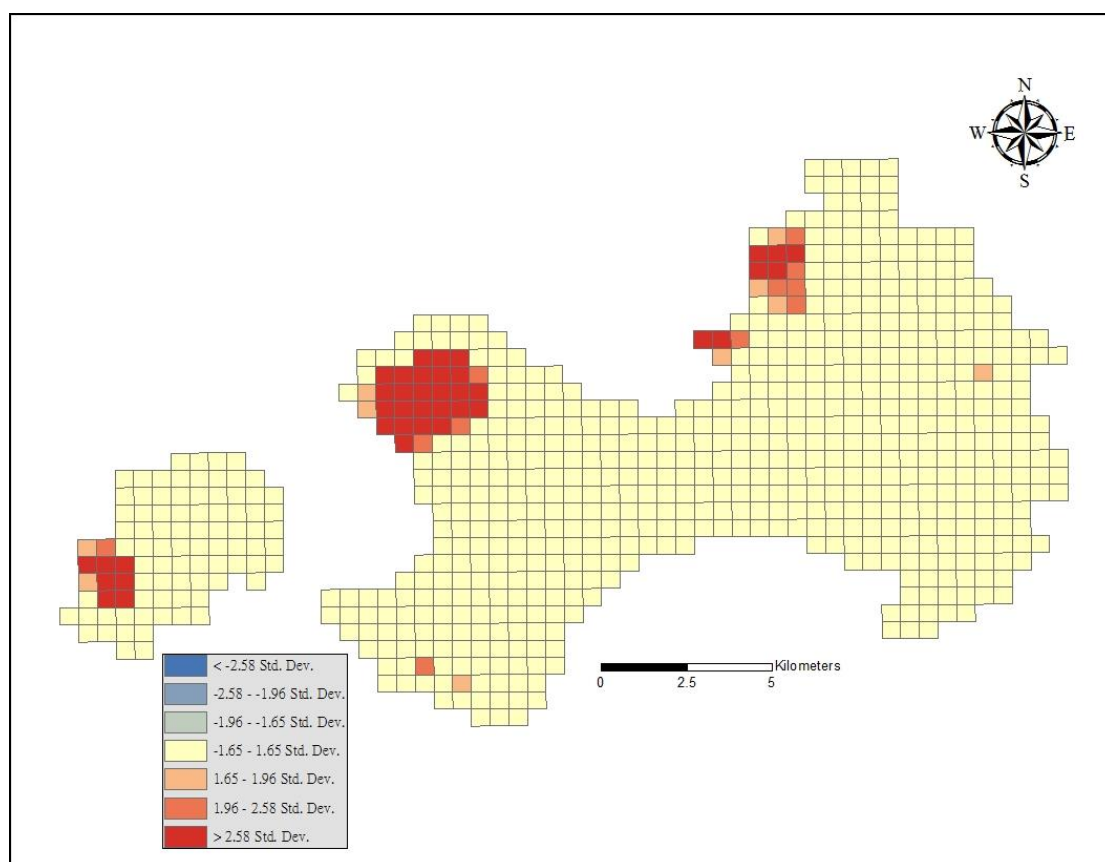 N
W E
S
< -2.58 Std. Dev.
-2.58 - -1.96 Std. Dev.
-1.96 - -1.65 Std. Dev.
-1.65 - 1.65 Std. Dev.
1.65 - 1.96 Std. Dev.
1.96 - 2.58 Std. Dev.
> 2.58 Std. Dev.
Kilometers
0 2.5 5